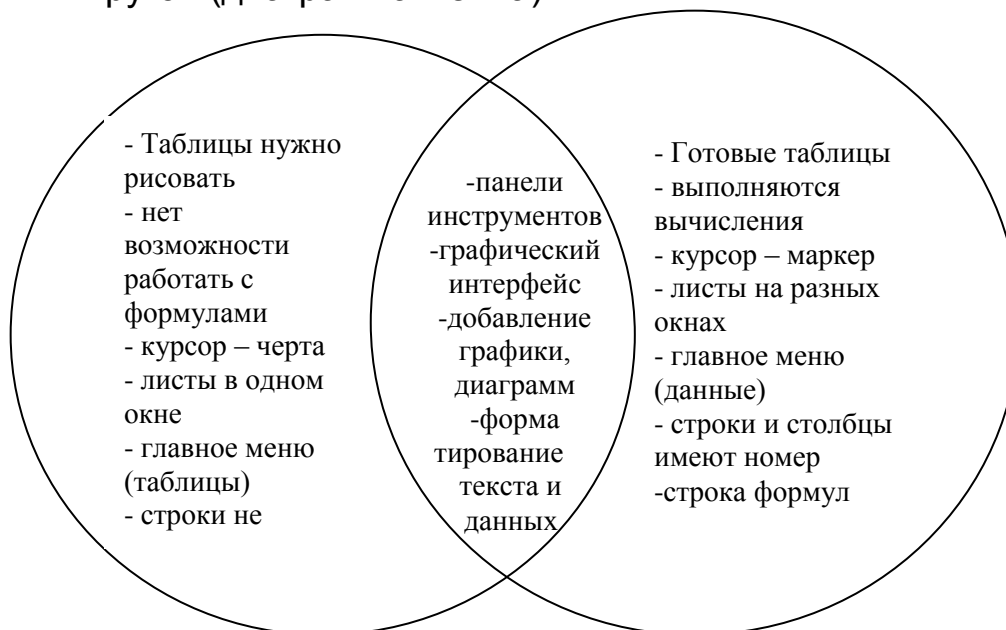 - Таблицы нужно
рисовать
- нет
возможности
работать с
формулами
- курсор – черта
- листы в одном
окне
- главное меню
(таблицы)
- строки не
-панели
инструментов
-графический
интерфейс
-добавление
графики,
диаграмм
-форма
тирование
текста и
данных
- Готовые таблицы
- выполняются
вычисления
- курсор – маркер
- листы на разных
окнах
- главное меню
(данные)
- строки и столбцы
имеют номер
-строка формул